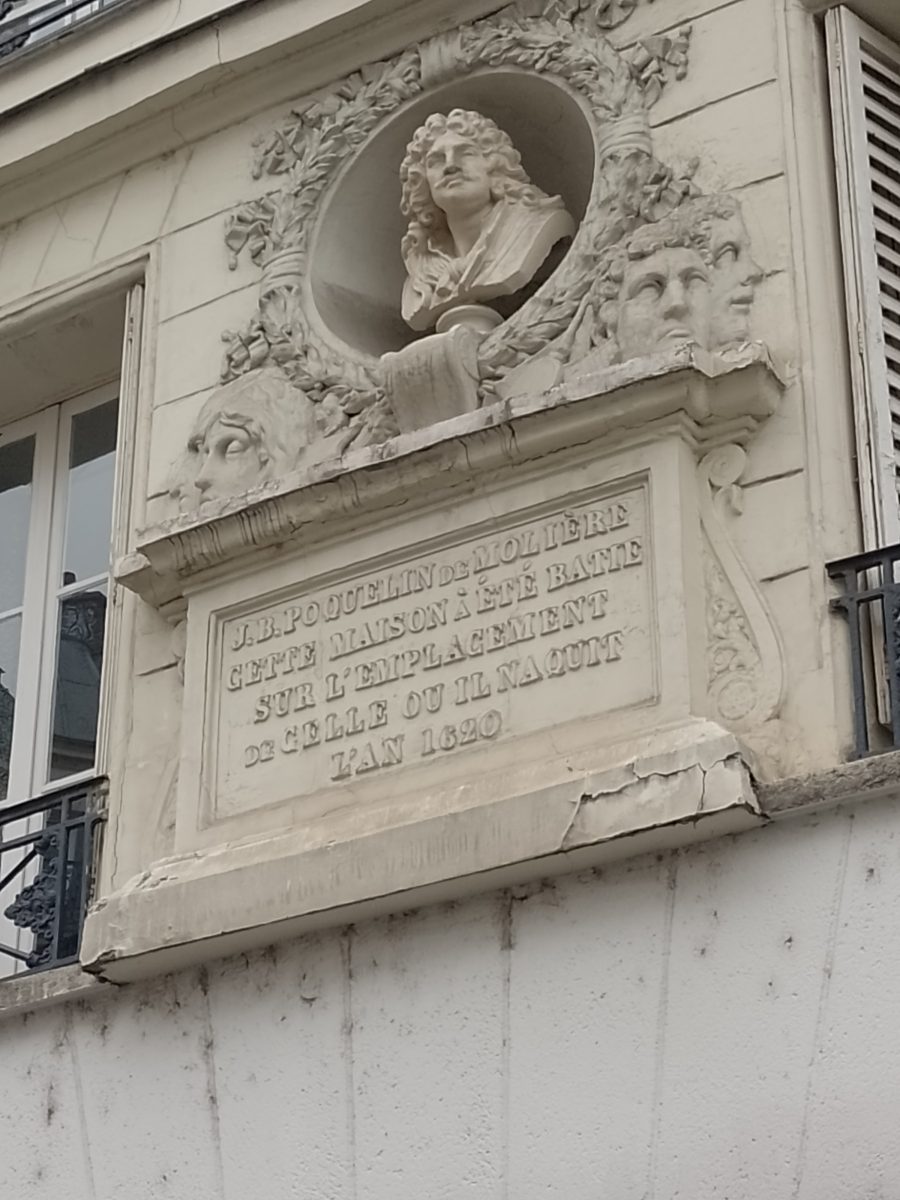 J.B. POQUELIN DE MOLIÈRE
CETTE MAISON À ÉTÉ BATIE
SUR L'EMPLACEMENT
DE CELLE OU IL NAQUIT
L'AN 1620